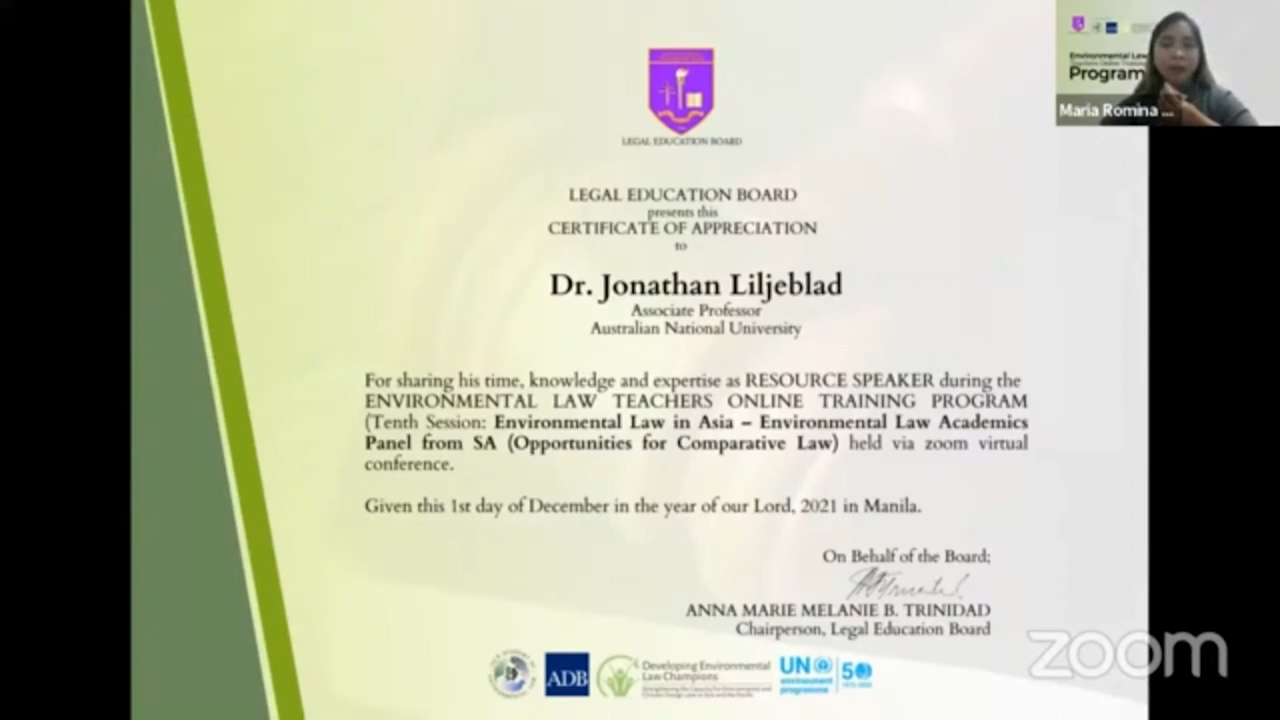 LEGAL EDUCATION BOARD
LEGAL EDUCATION BOARD
presents this
CERTIFICATE OF APPRECIATION
to
Dr. Jonathan Liljeblad
Associate Professor
Australian National University
For sharing his time, knowledge and expertise as RESOURCE SPEAKER during the
ENVIRONMENTAL LAW TEACHERS ONLINE TRAINING PROGRAM
(Tenth Session: Environmental Law in Asia – Environmental Law Academics
Panel from SA (Opportunities for Comparative Law) held via zoom virtual
conference.
Given this 1st day of December in the year of our Lord, 2021 in Manila.
On Behalf of the Board;
ANNA MARIE MELANIE B. TRINIDAD
Chairperson, Legal Education Board
ADB
Developing Environmental
Law Champions
UN
environment
programme
50
Environmental Law
Teachers Online Training
Program
Maria Romina ...
zoom